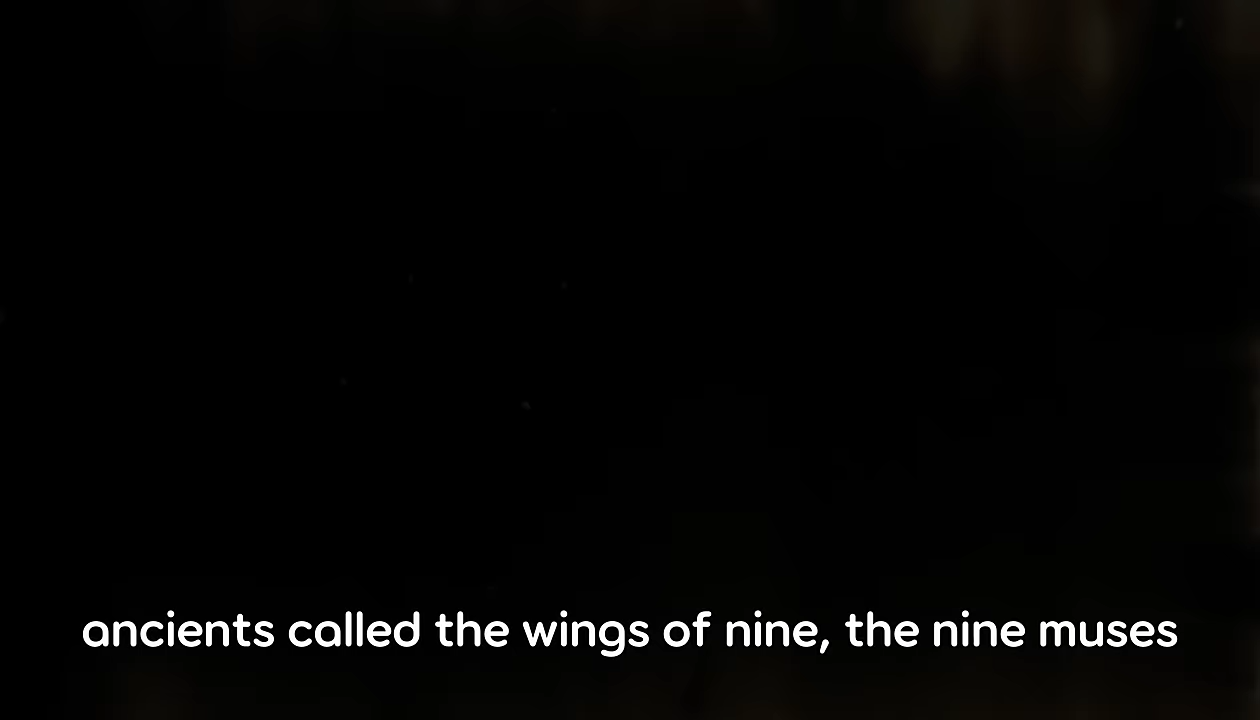 ancients called the wings of nine, the nine muses